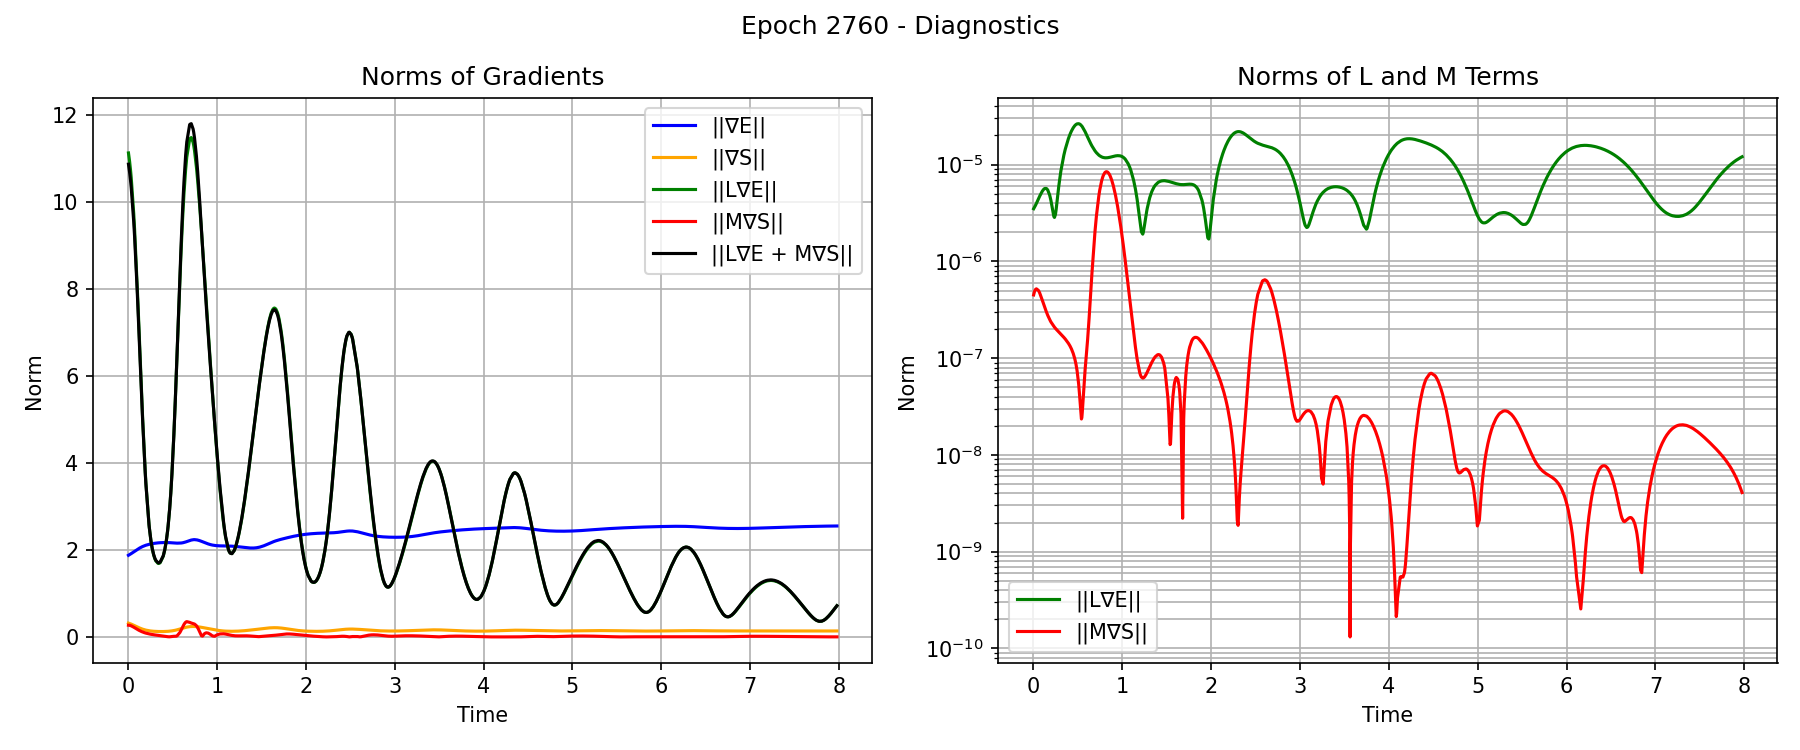 Epoch 2760 - Diagnostics
Norms of Gradients
Norm
12
10
8
6
4
2
0
||∇E||
||∇S||
||L∇E||
||M∇S||
||L∇E + M∇S||
0 1 2 3 4 5 6 7 8
Time
Norms of L and M Terms
Norm
10⁻⁵
10⁻⁶
10⁻⁷
10⁻⁸
10⁻⁹
10⁻¹⁰
||L∇E||
||M∇S||
0 1 2 3 4 5 6 7 8
Time